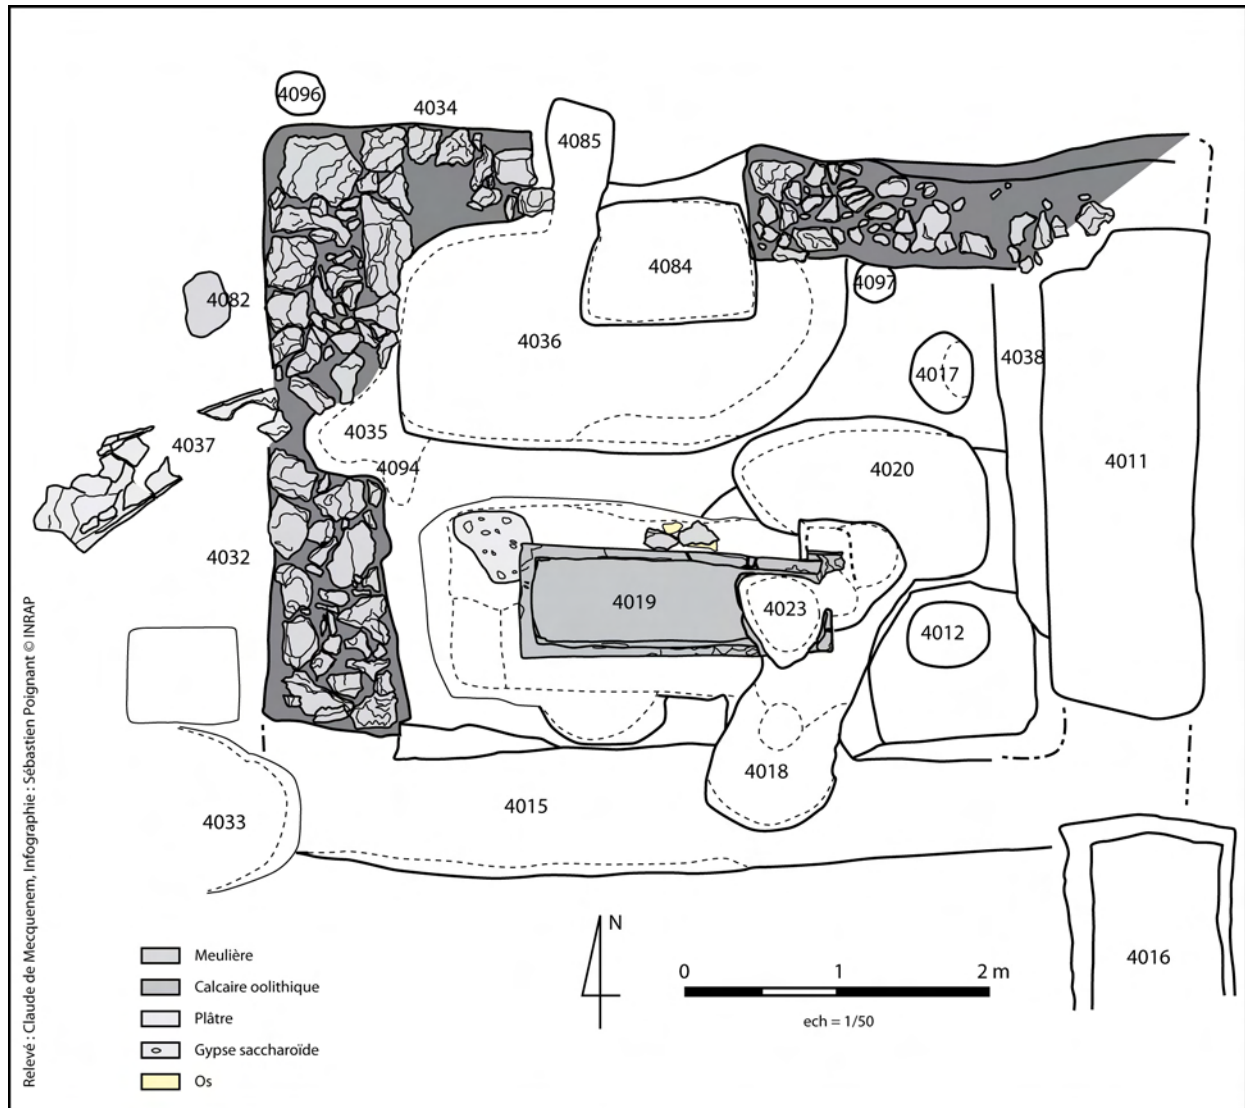 4096
4034
4085
4084
4097
4082
4036
4017
4038
4035
4037
4094
4020
4011
4032
4019
4023
4012
4018
4015
4033
4016
N
0 1 2 m
ech = 1/50
Meulière
Calcaire oolithique
Plâtre
Gypse saccharoïde
Os
Relevé : Claude de Mecquenem, Infographie : Sébastien Poignant © INRAP